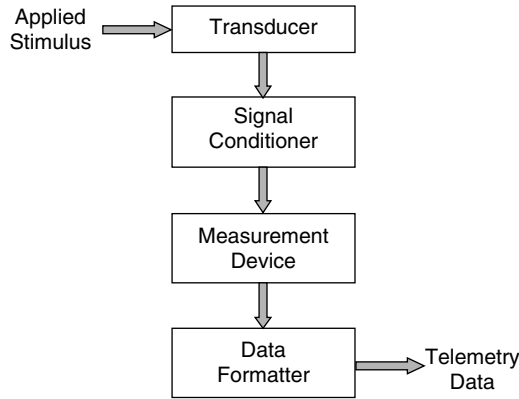 Applied
Stimulus
Transducer
Signal
Conditioner
Measurement
Device
Data
Formatter
Telemetry
Data